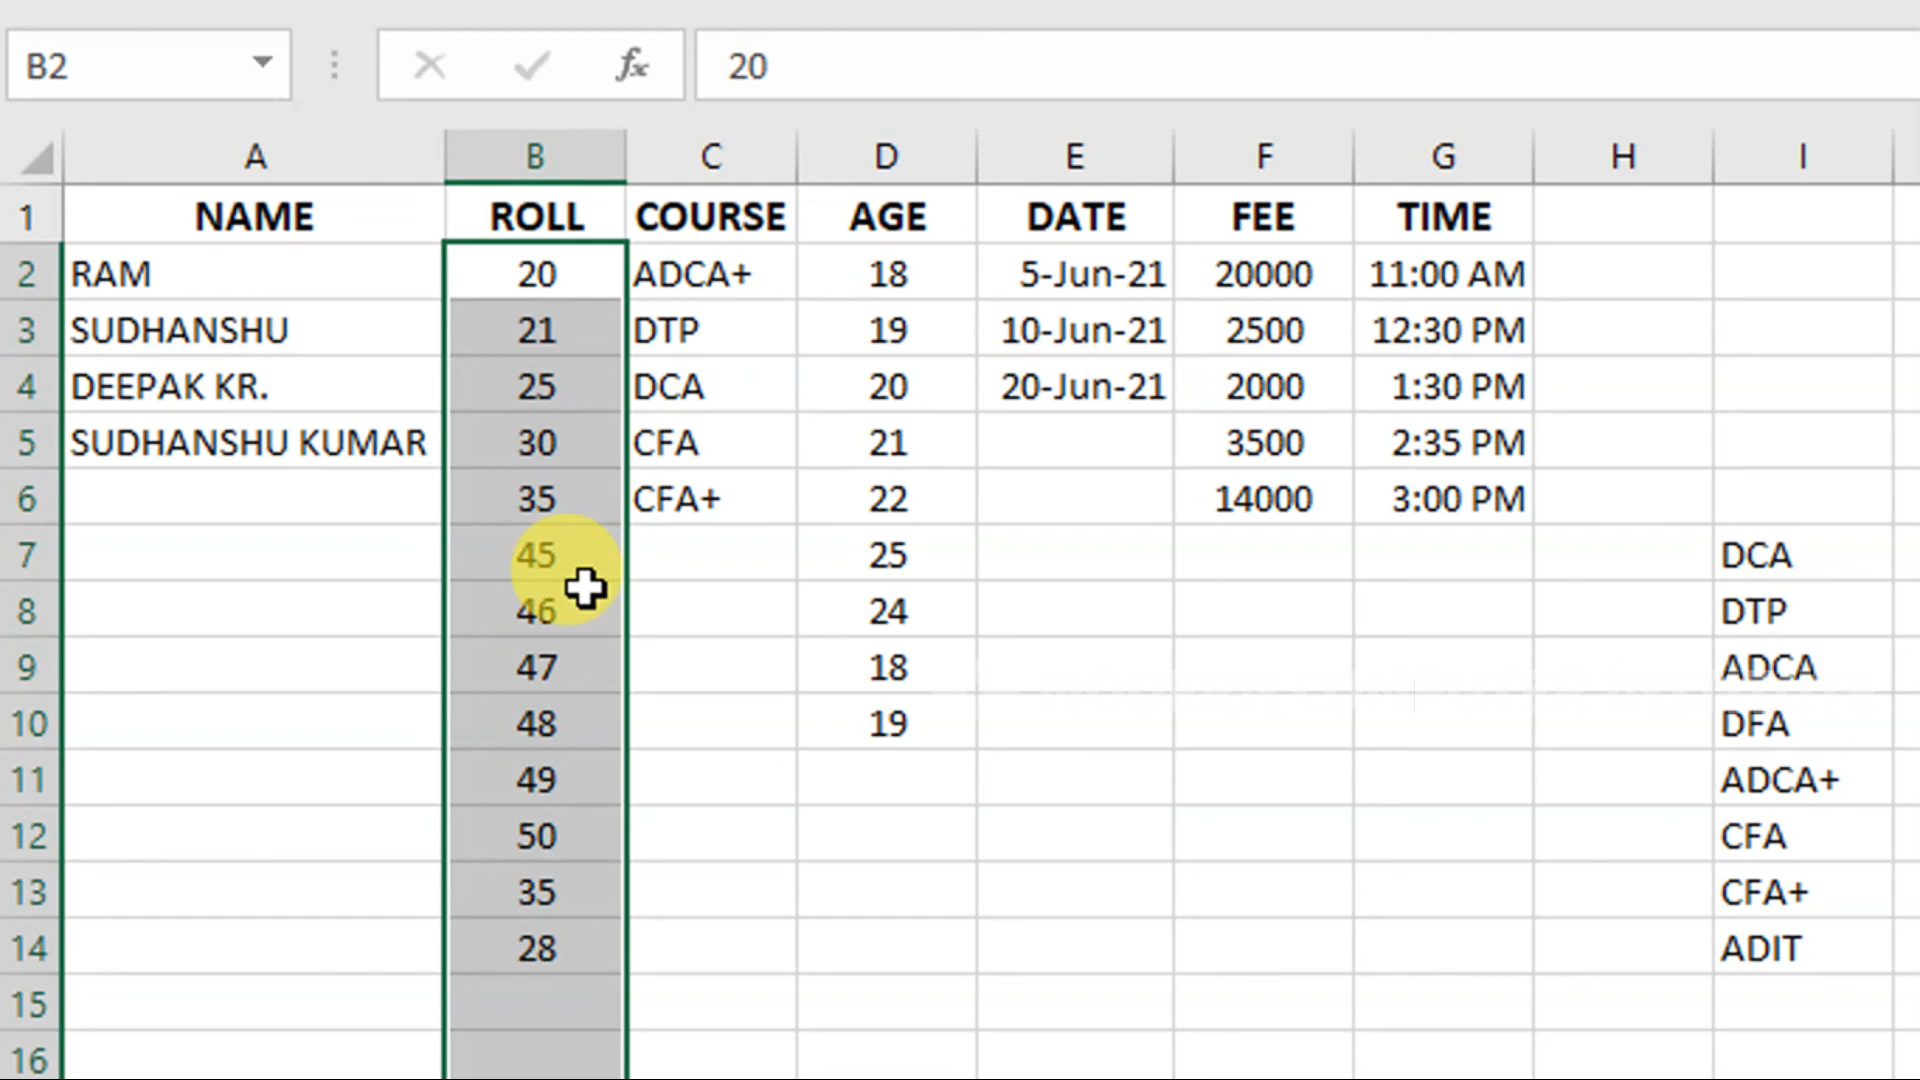 B2 fx 20
A B C D E F G H I
1 NAME ROLL COURSE AGE DATE FEE TIME
2 RAM 20 ADCA+ 18 5-Jun-21 20000 11:00 AM
3 SUDHANSHU 21 DTP 19 10-Jun-21 2500 12:30 PM
4 DEEPAK KR. 25 DCA 20 20-Jun-21 2000 1:30 PM
5 SUDHANSHU KUMAR 30 CFA 21 3500 2:35 PM
6 35 CFA+ 22 14000 3:00 PM
7 45 25 DCA
8 46 24 DTP
9 47 18 ADCA
10 48 19 DFA
11 49 ADCA+
12 50 CFA
13 35 CFA+
14 28 ADIT
15
16